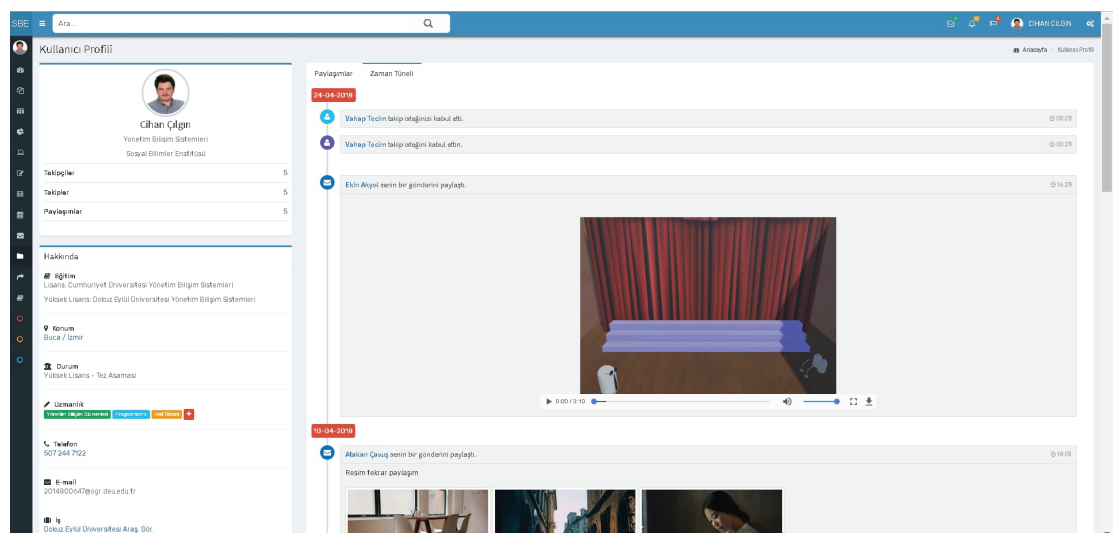 SBE
Ara...
CIHAN CILGIN
Kullanıcı Profili
Anasayfa > Kullanıcı Profili
Cihan Çılgın
Yönetim Bilişim Sistemleri
Sosyal Bilimler Enstitüsü
Takipçiler 5
Takipler 5
Paylaşımlar 5
Hakkında
Eğitim
Lisans: Cumhuriyet Üniversitesi Yönetim Bilişim Sistemleri
Yüksek Lisans: Dokuz Eylül Üniversitesi Yönetim Bilişim Sistemleri
Konum
Buca / İzmir
Durum
Yüksek Lisans - Tez Aşaması
Uzmanlık
Yönetim Bilişim Sistemleri Programlama Veri Tabanı
Telefon
507 244 7122
E-mail
2014800647@ogr.deu.edu.tr
İş
Dokuz Eylül Üniversitesi Araş. Gör.
Paylaşımlar Zaman Tüneli
24-04-2018
Vahap Tecim takip isteğinizi kabul etti. 00:23
Vahap Tecim takip isteğini kabul ettin. 00:23
Ekin Akyol senin bir gönderini paylaştı. 16:23
0:00 / 3:10
10-04-2018
Atakan Çavuş senin bir gönderini paylaştı. 14:09
Resim tekrar paylaşım